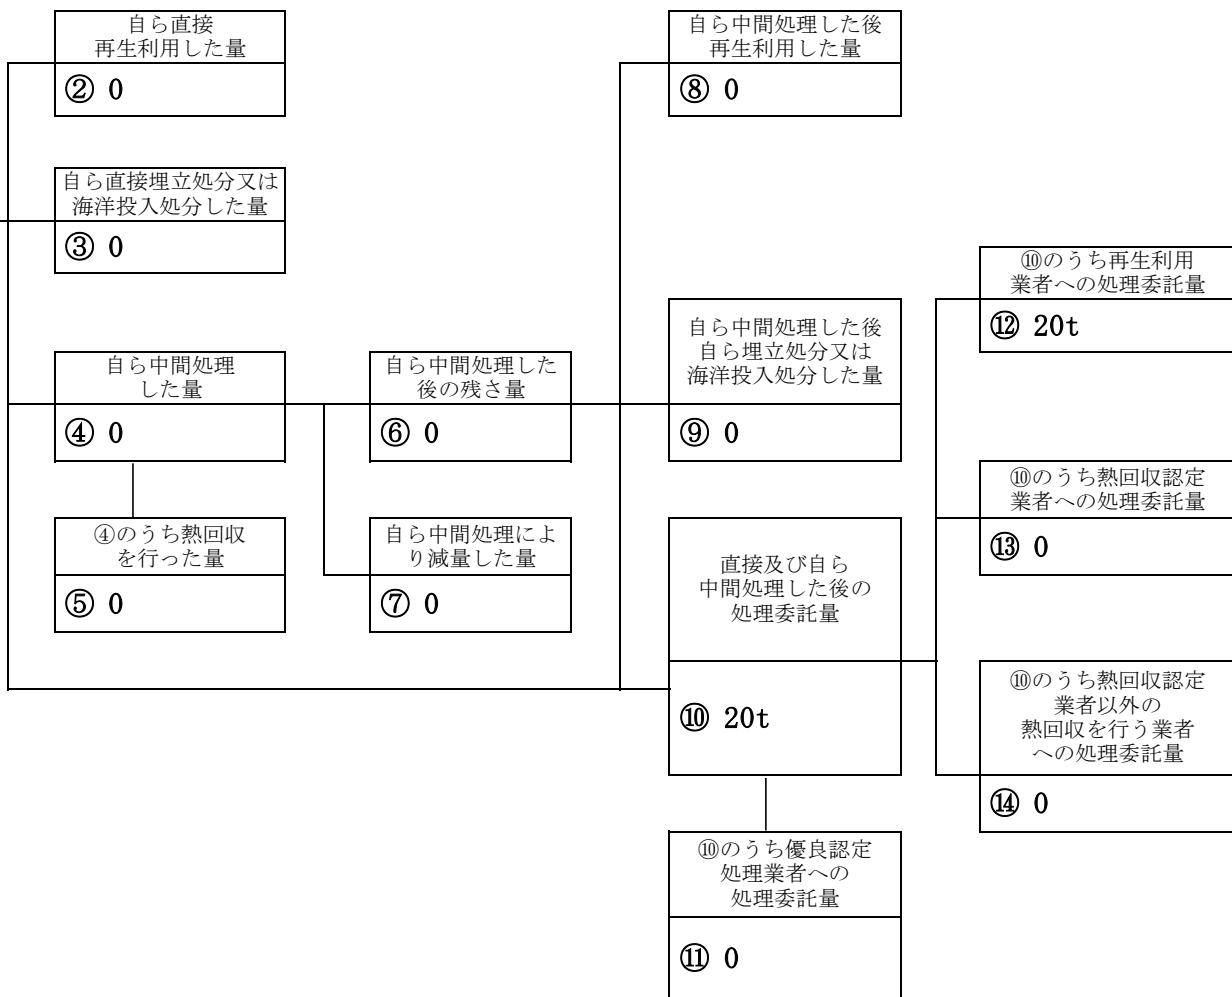 自ら直接
再生利用した量
② 0
自ら中間処理した後
再生利用した量
⑧ 0
自ら直接埋立処分又は
海洋投入処分した量
③ 0
⑩のうち再生利用
業者への処理委託量
⑫ 20t
自ら中間処理した後
自ら埋立処分又は
海洋投入処分した量
⑨ 0
自ら中間処理
した量
④ 0
自ら中間処理した
後の残さ量
⑥ 0
⑩のうち熱回収認定
業者への処理委託量
⑬ 0
④のうち熱回収
を行った量
⑤ 0
自ら中間処理によ
り減量した量
⑦ 0
直接及び自ら
中間処理した後の
処理委託量
⑩ 20t
⑩のうち熱回収認定
業者以外の
熱回収を行う業者
への処理委託量
⑭ 0
⑩のうち優良認定
処理業者への
処理委託量
⑪ 0